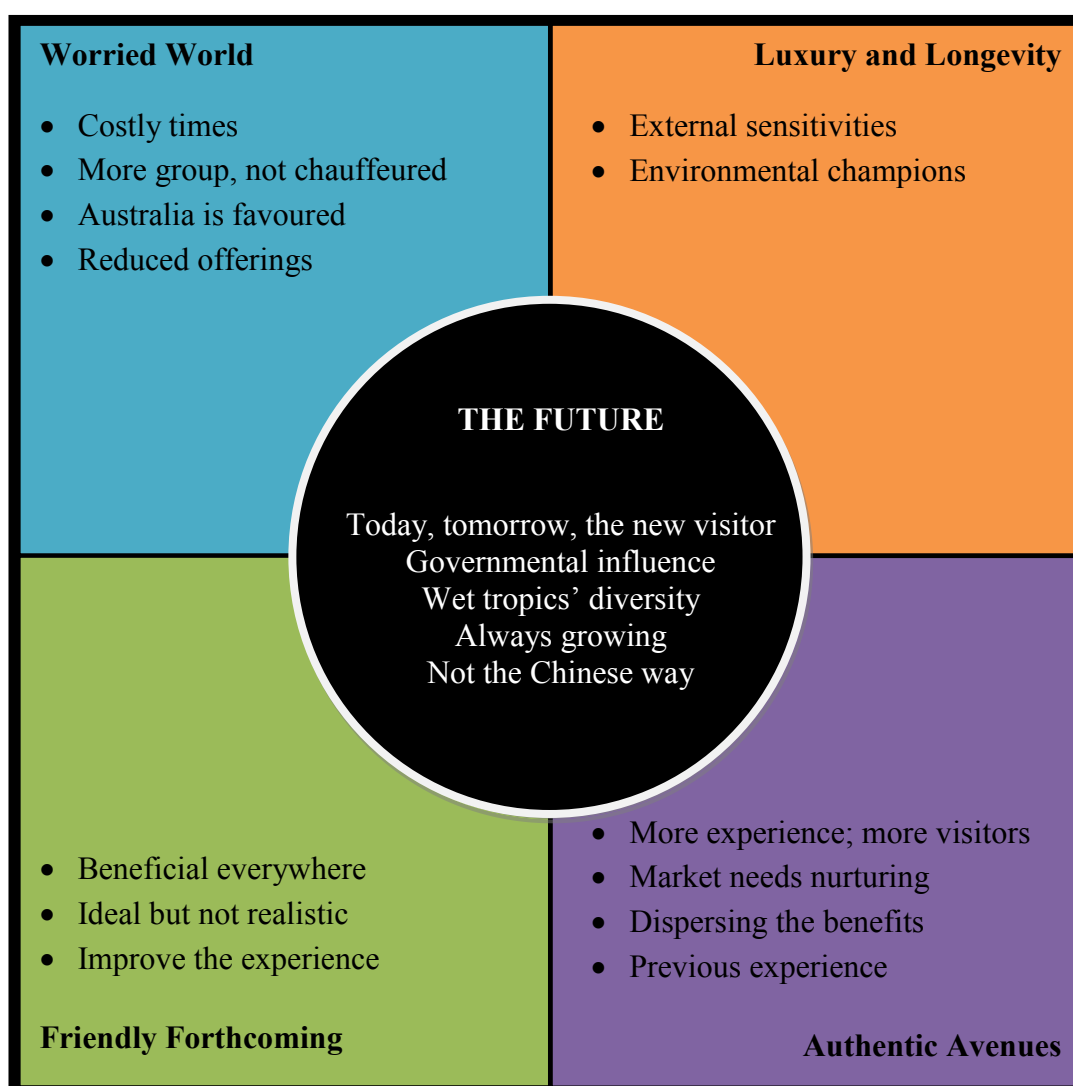 Worried World
• Costly times
• More group, not chauffeured
• Australia is favoured
• Reduced offerings
Luxury and Longevity
• External sensitivities
• Environmental champions
THE FUTURE
Today, tomorrow, the new visitor
Governmental influence
Wet tropics’ diversity
Always growing
Not the Chinese way
• Beneficial everywhere
• Ideal but not realistic
• Improve the experience
Friendly Forthcoming
• More experience; more visitors
• Market needs nurturing
• Dispersing the benefits
• Previous experience
Authentic Avenues